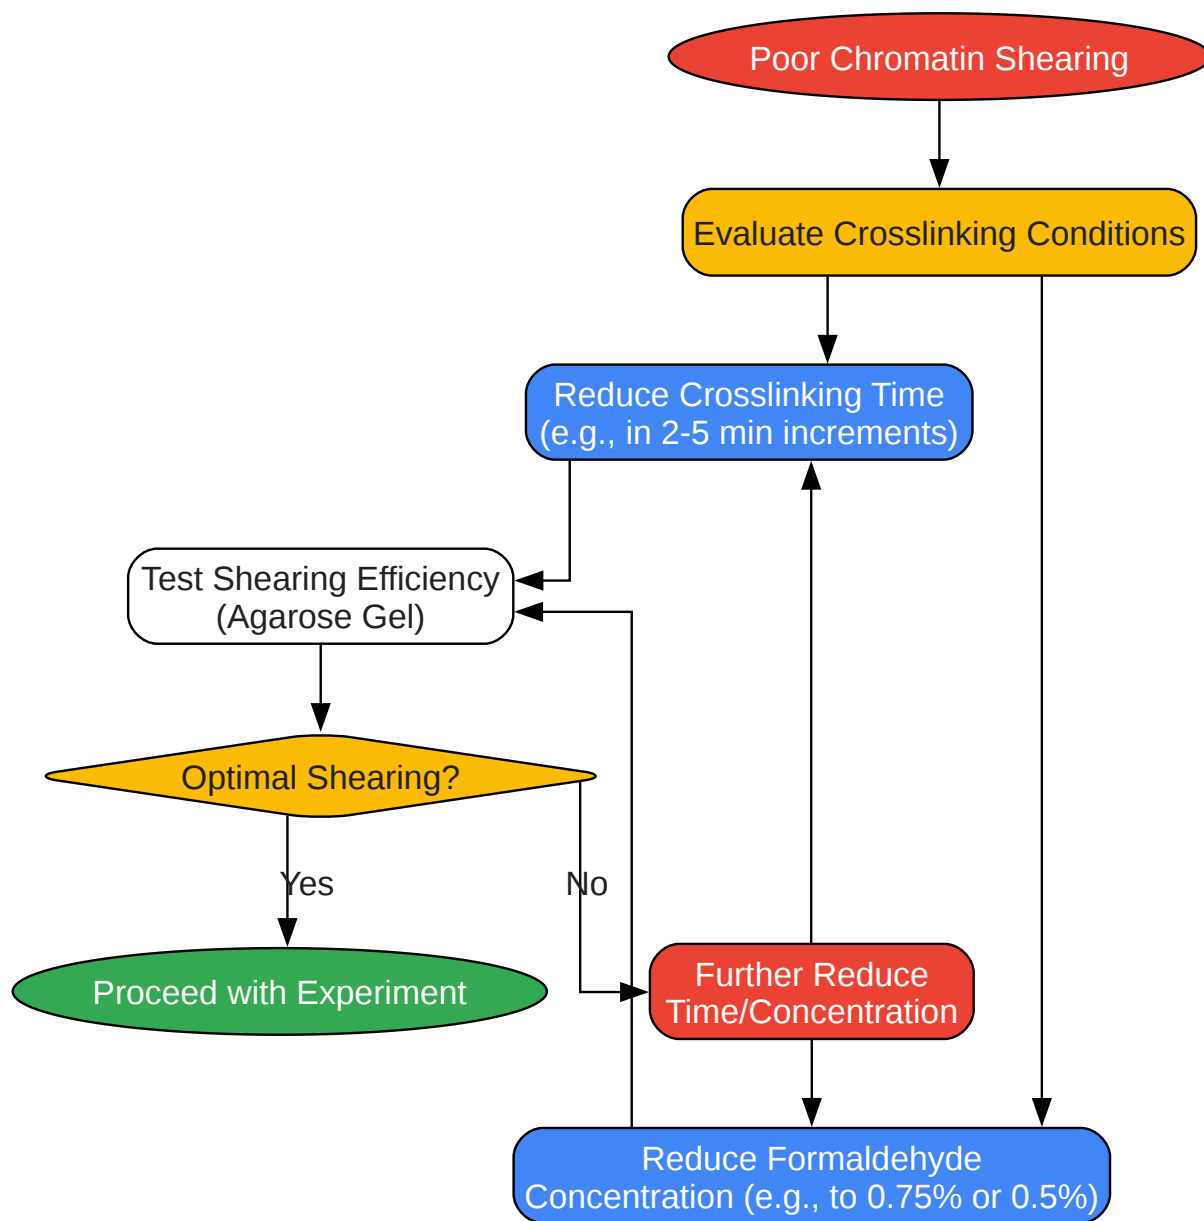 Poor Chromatin Shearing
Evaluate Crosslinking Conditions
Reduce Crosslinking Time
(e.g., in 2-5 min increments)
Test Shearing Efficiency
(Agarose Gel)
Optimal Shearing?
Yes
No
Proceed with Experiment
Further Reduce
Time/Concentration
Reduce Formaldehyde
Concentration (e.g., to 0.75% or 0.5%)